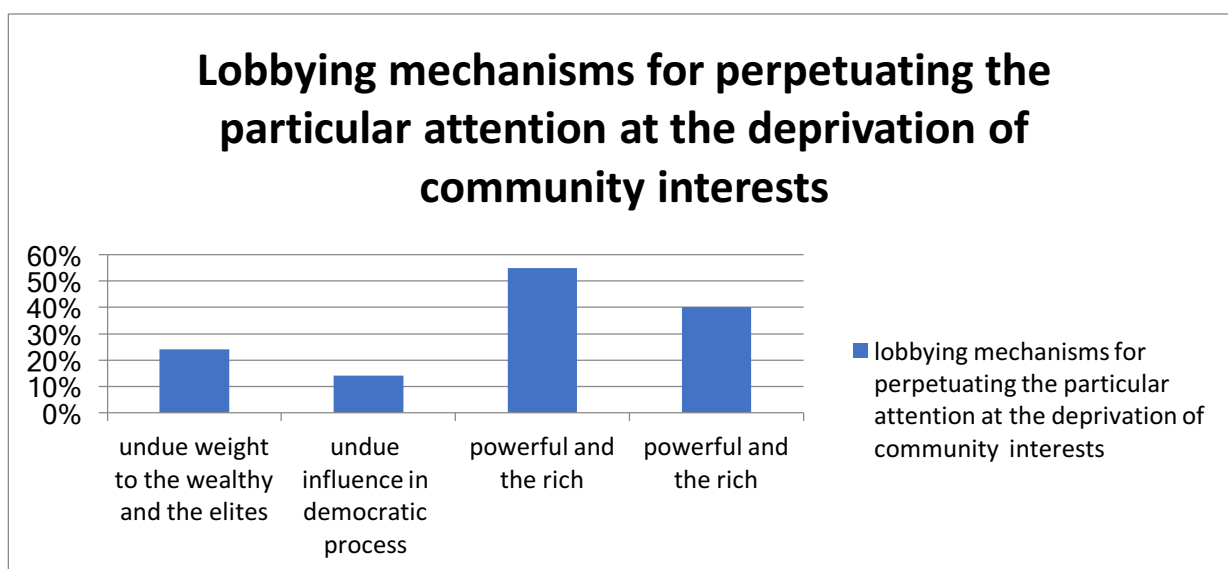 Lobbying mechanisms for perpetuating the
particular attention at the deprivation of
community interests
60%
50%
40%
30%
20%
10%
0%
undue weight
to the wealthy
and the elites
undue
influence in
democratic
process
powerful and
the rich
powerful and
the rich
lobbying mechanisms for
perpetuating the particular
attention at the deprivation of
community interests